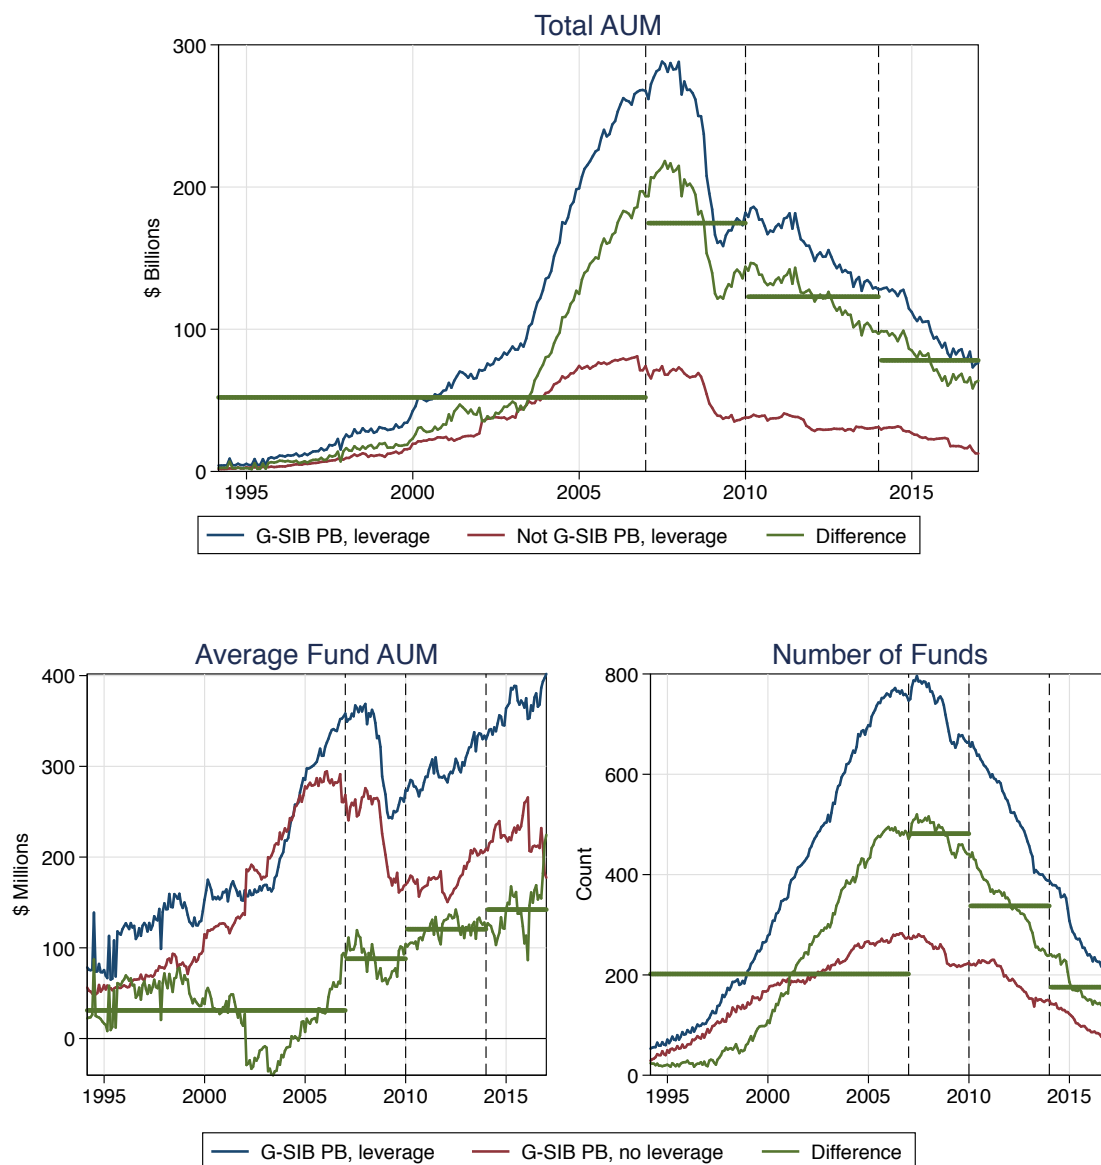 Total AUM
300
200
100
0
$ Billions
1995 2000 2005 2010 2015
G-SIB PB, leverage Not G-SIB PB, leverage Difference
Average Fund AUM
400
300
200
100
0
$ Millions
1995 2000 2005 2010 2015
Number of Funds
800
600
400
200
0
Count
1995 2000 2005 2010 2015
G-SIB PB, leverage G-SIB PB, no leverage Difference